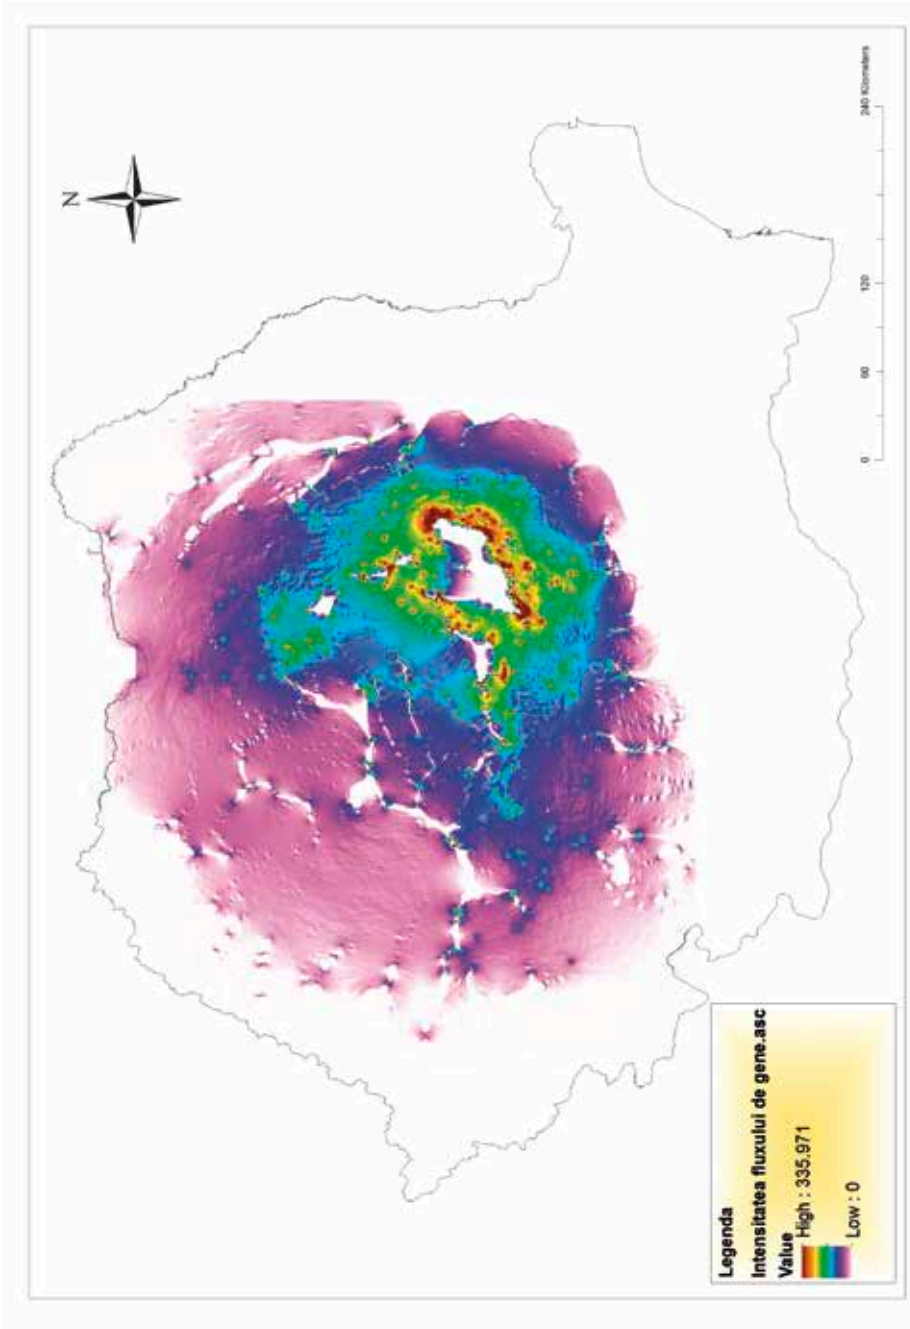 N
Legenda
Intensitatea fluxului de gene.asc
Value
High : 335.971
Low : 0
0 60 120 240 Kilometers